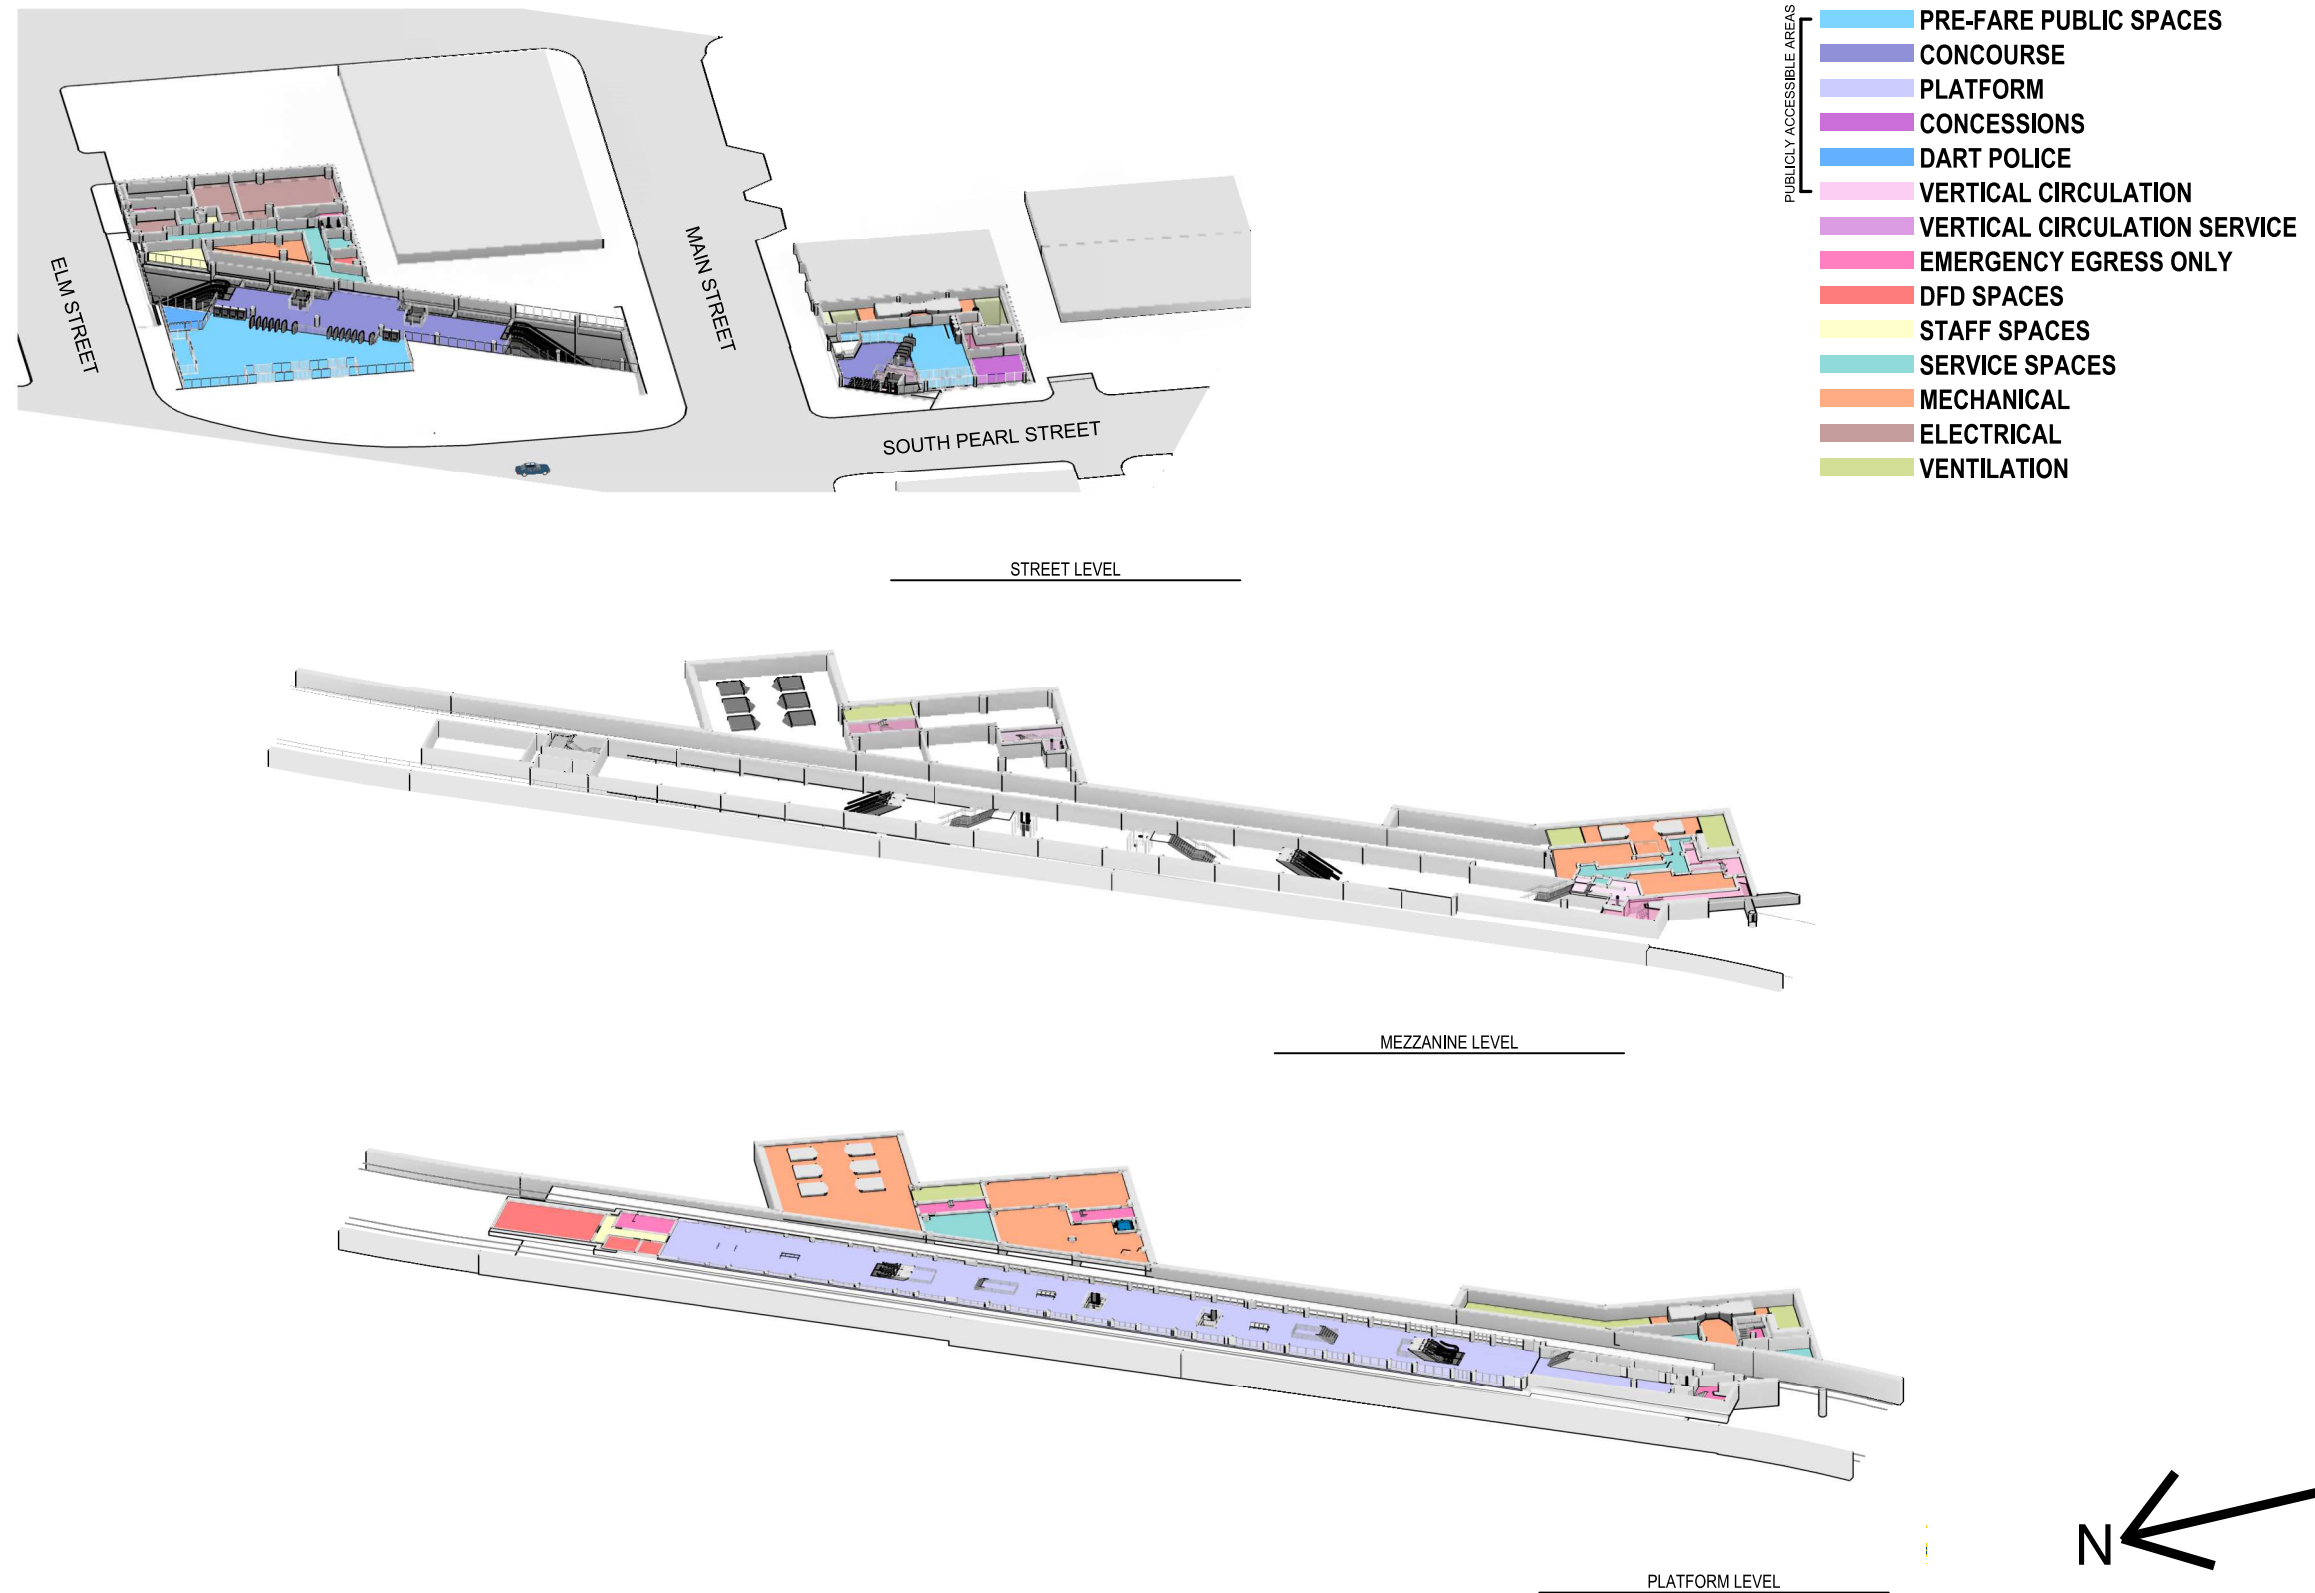 PUBLICLY ACCESSIBLE AREAS
PRE-FARE PUBLIC SPACES
CONCOURSE
PLATFORM
CONCESSIONS
DART POLICE
VERTICAL CIRCULATION
VERTICAL CIRCULATION SERVICE
EMERGENCY EGRESS ONLY
DFD SPACES
STAFF SPACES
SERVICE SPACES
MECHANICAL
ELECTRICAL
VENTILATION
ELM STREET
MAIN STREET
SOUTH PEARL STREET
STREET LEVEL
MEZZANINE LEVEL
PLATFORM LEVEL
N